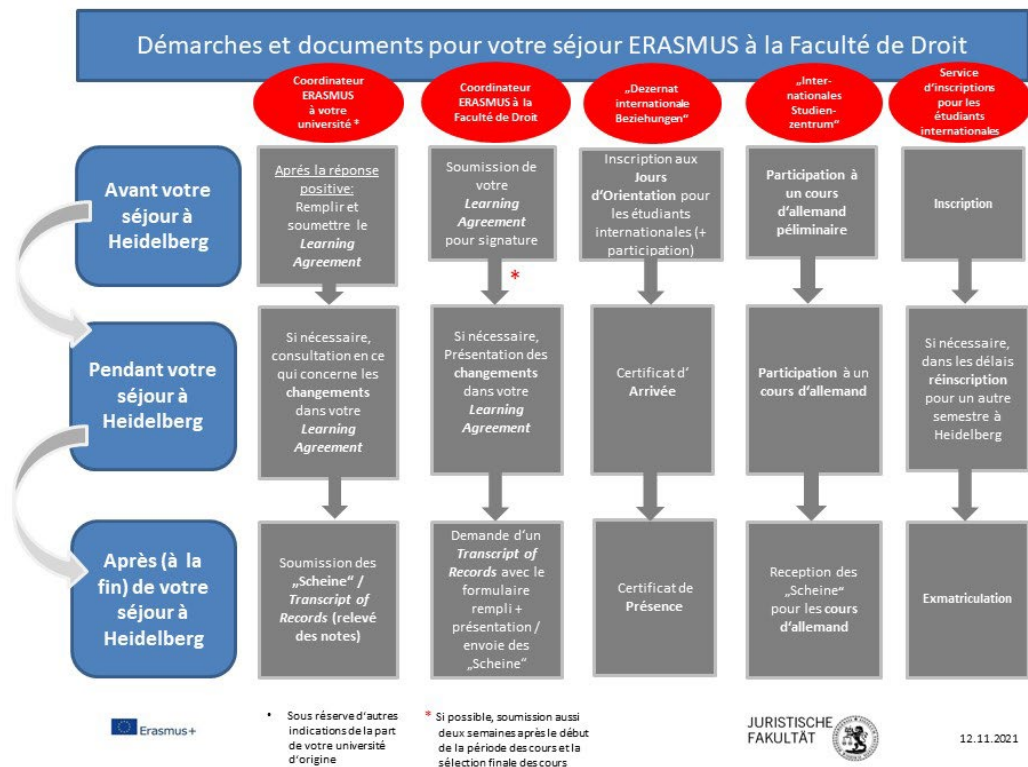 Démarches et documents pour votre séjour ERASMUS à la Faculté de Droit
Coordinateur
ERASMUS
à votre
université *
Coordinateur
ERASMUS à la
Faculté de Droit
„Dezernat
internationale
Beziehungen“
„Inter-
nationales
Studien-
zentrum“
Service
d'inscriptions
pour les
étudiants
internationales
Avant votre
séjour à
Heidelberg
Aprés la réponse
positive:
Remplir et
soumettre le
Learning
Agreement
Soumission de
votre
Learning
Agreement
pour signature
*
Inscription aux
Jours
d'Orientation pour
les étudiants
internationales (+
participation)
Participation à
un cours
d'allemand
péliminaire
Inscription
Pendant votre
séjour à
Heidelberg
Si nécessaire,
consultation en ce
qui concerne les
changements
dans votre
Learning
Agreement
Si nécessaire,
Présentation des
changements
dans votre
Learning
Agreement
Certificat d'
Arrivée
Participation à un
cours d'allemand
Si nécessaire,
dans les délais
réinscription
pour un autre
semestre à
Heidelberg
Après (à la
fin) de votre
séjour à
Heidelberg
Soumission des
„Scheine“ /
Transcript of
Records (relevé
des notes)
Demande d'un
Transcript of
Records avec le
formulaire
rempli +
présentation /
envoie des
„Scheine“
Certificat de
Présence
Reception des
„Scheine“
pour les cours
d'allemand
Exmatriculation
Erasmus+
• Sous réserve d'autres
indications de la part
de votre université
d'origine
* Si possible, soumission aussi
deux semaines après le début
de la période des cours et la
sélection finale des cours
JURISTISCHE
FAKULTÄT
12.11.2021